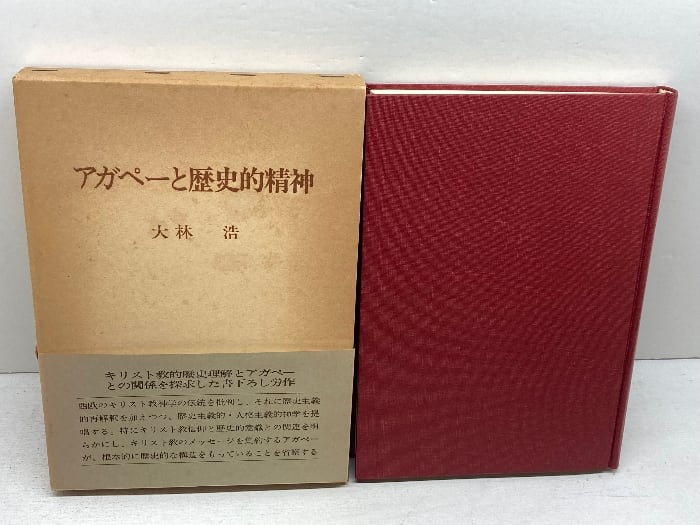 アガペーと歴史的精神
大林 浩
キリスト教的歴史理解とアガペー
との関係を探求した書下ろし労作
西欧のキリスト教神学の伝統を批判し、それに歴史主義
的再解釈を加えつつ、歴史主義的・人格主義的神学を提
唱する。特にキリスト教信仰と歴史的意識との関連を明
らかにし、キリスト教のメッセージを集約するアガペー
が、根本的に歴史的な構造をもっていることを省察する